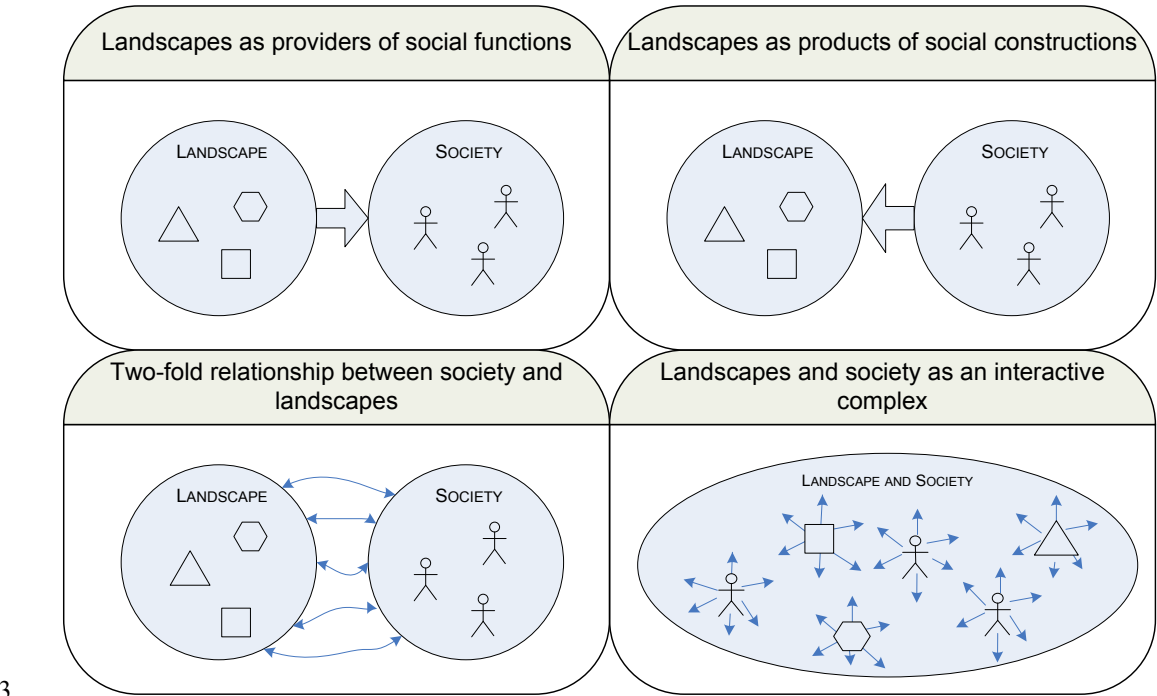 Landscapes as providers of social functions
Landscapes as products of social constructions
LANDSCAPE
SOCIETY
LANDSCAPE
SOCIETY
Two-fold relationship between society and
landscapes
Landscapes and society as an interactive
complex
LANDSCAPE
SOCIETY
LANDSCAPE AND SOCIETY
3